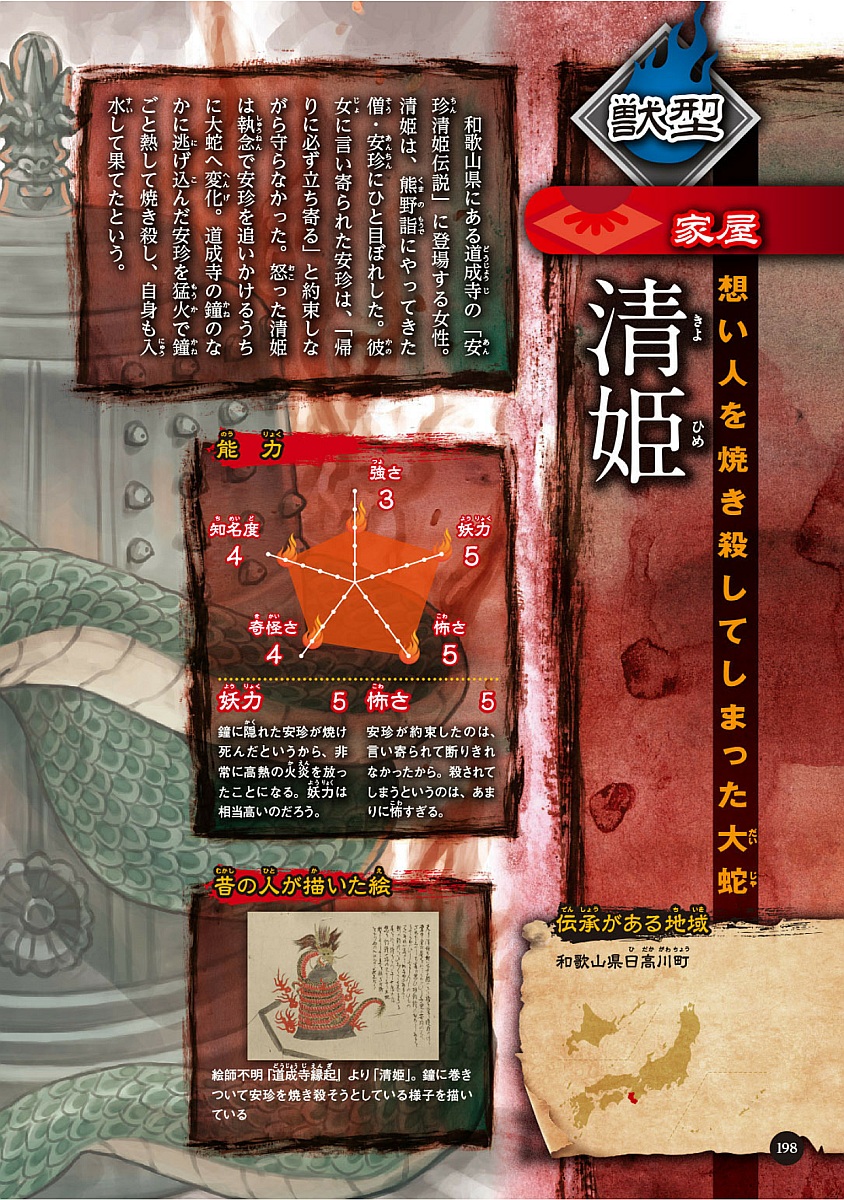 獣型
家屋
想い人を焼き殺してしまった大蛇
清姫
和歌山県にある道成寺の「安
珍清姫伝説」に登場する女性。
清姫は、熊野詣にやってきた
僧・安珍にひと目ぼれした。彼
女に言い寄られた安珍は、「帰
りに必ず立ち寄る」と約束しな
がら守らなかった。怒った清姫
は執念で安珍を追いかけるうち
に大蛇へ変化。道成寺の鐘のな
かに逃げ込んだ安珍を猛火で鐘
ごと熱して焼き殺し、自身も入
水して果てたという。
能力
強さ
3
妖力
5
怖さ
5
奇怪さ
4
知名度
4
妖力 5
鐘に隠れた安珍が焼け
死んだというから、非
常に高熱の火炎を放っ
たことになる。妖力は
相当高いのだろう。
怖さ 5
安珍が約束したのは、
言い寄られて断りきれ
なかったから。殺されて
しまうというのは、あま
りに怖すぎる。
昔の人が描いた絵
絵師不明「道成寺縁起」より「清姫」。鐘に巻き
ついて安珍を焼き殺そうとしている様子を描い
ている
伝承がある地域
和歌山県日高川町
198